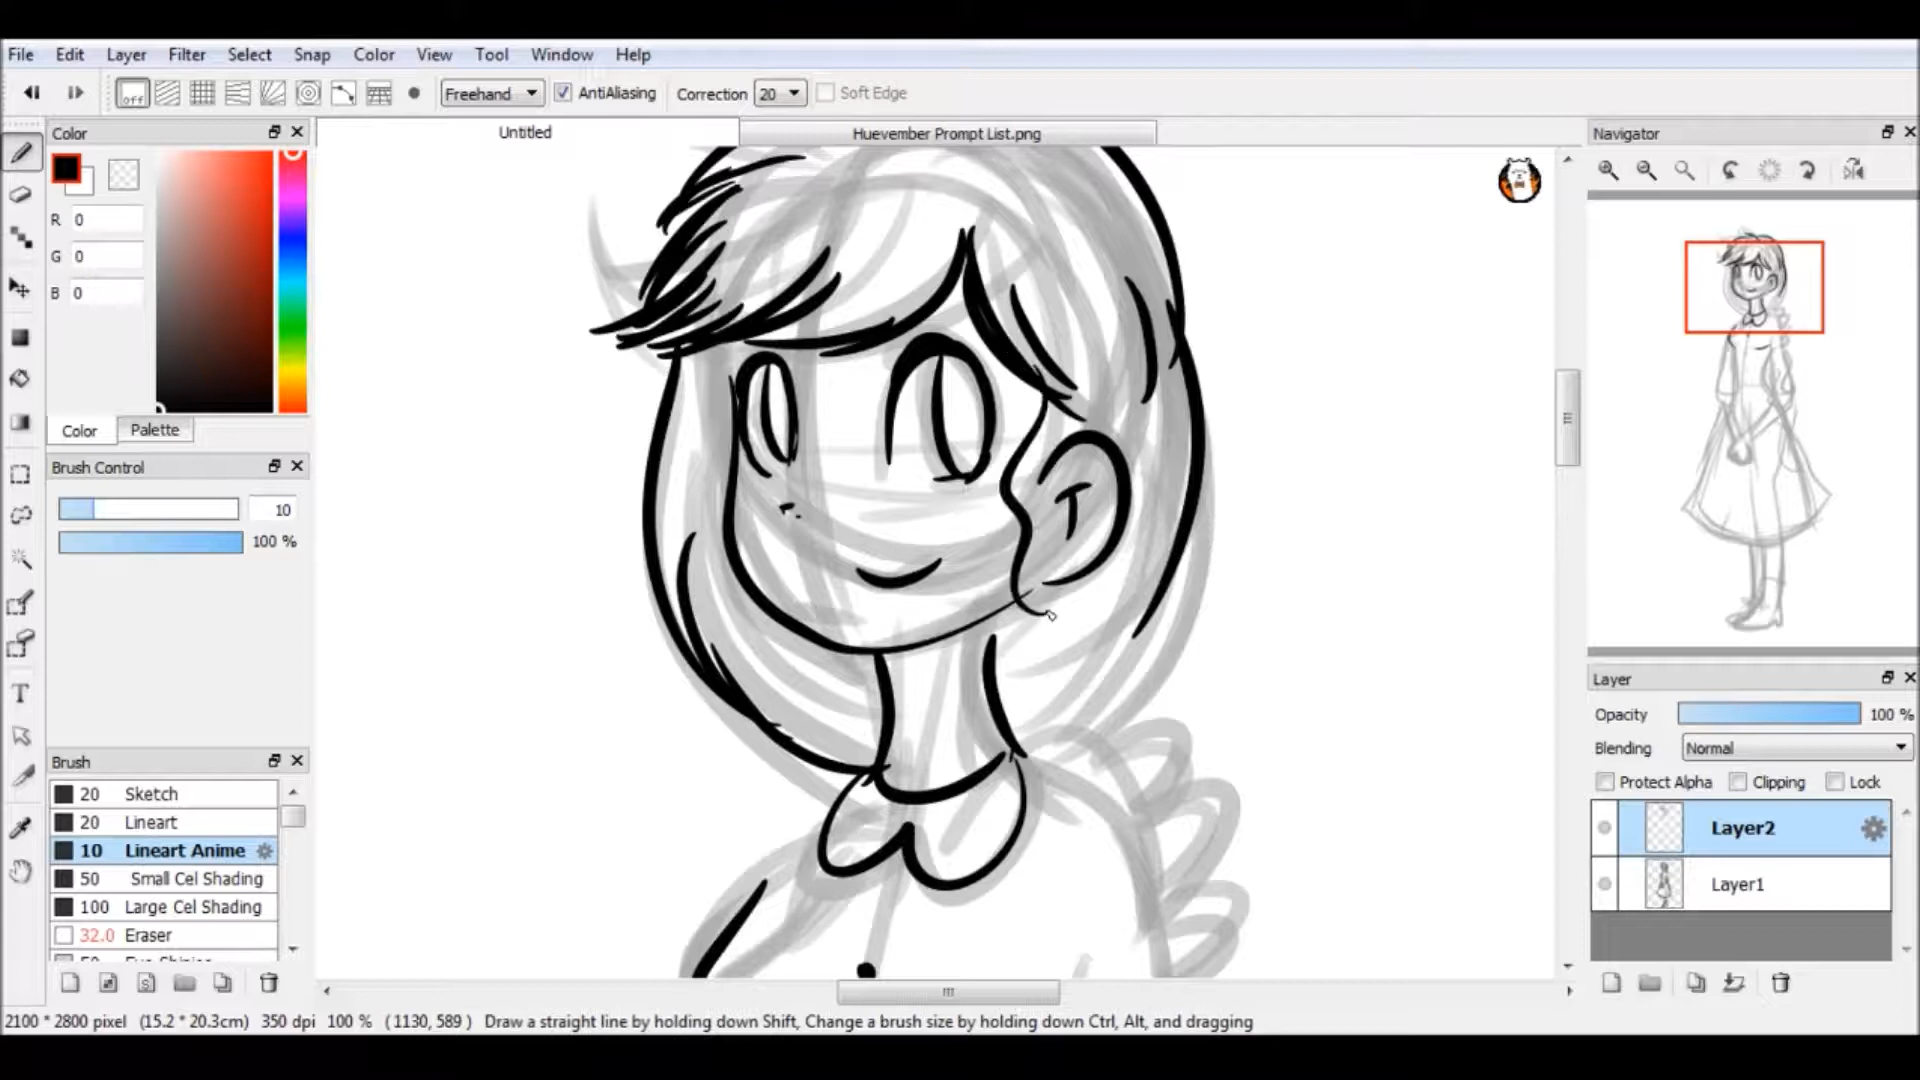 File Edit Layer Filter Select Snap Color View Tool Window Help
off Freehand AntiAliasing Correction 20 Soft Edge
Color Untitled Huevember Prompt List.png Navigator
R 0
G 0
B 0
Color Palette
Brush Control
10
100 %
Brush
20 Sketch
20 Lineart
10 Lineart Anime
50 Small Cel Shading
100 Large Cel Shading
32.0 Eraser
Layer
Opacity 100 %
Blending Normal
Protect Alpha Clipping Lock
Layer2
Layer1
2100 * 2800 pixel (15.2 * 20.3cm) 350 dpi 100 % (1130, 589 ) Draw a straight line by holding down Shift, Change a brush size by holding down Ctrl, Alt, and dragging